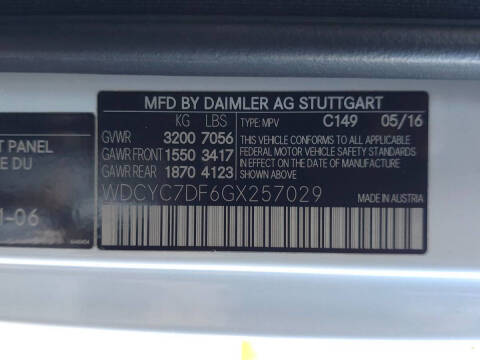 MFD BY DAIMLER AG STUTTGART
KG LBS
GVWR 3200 7056
GAWR FRONT 1550 3417
GAWR REAR 1870 4123
TYPE: MPV C149 05/16
THIS VEHICLE CONFORMS TO ALL APPLICABLE
FEDERAL MOTOR VEHICLE SAFETY STANDARDS
IN EFFECT ON THE DATE OF MANUFACTURE
SHOWN ABOVE.
WDCYC7DF6GX257029
MADE IN AUSTRIA
T PANEL
E DU
-06